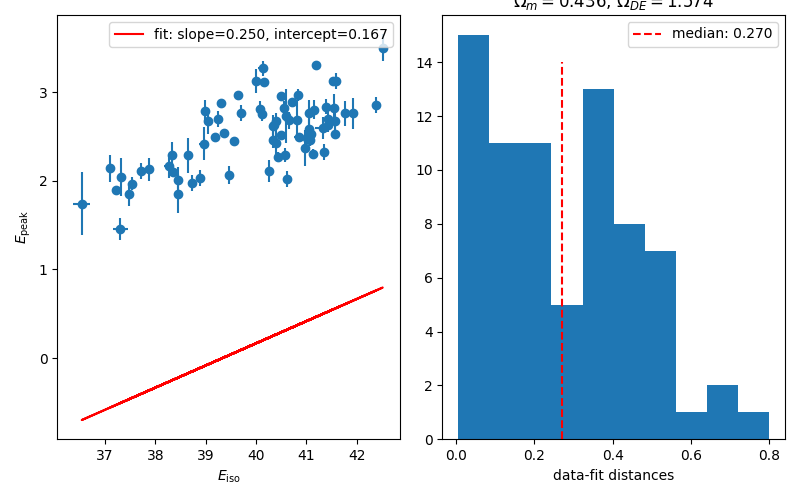 Ω_m = 0.436, Ω_DE = 1.574
fit: slope=0.250, intercept=0.167
median: 0.270
3
2
1
0
E_peak
37 38 39 40 41 42
E_iso
14
12
10
8
6
4
2
0
0.0 0.2 0.4 0.6 0.8
data-fit distances